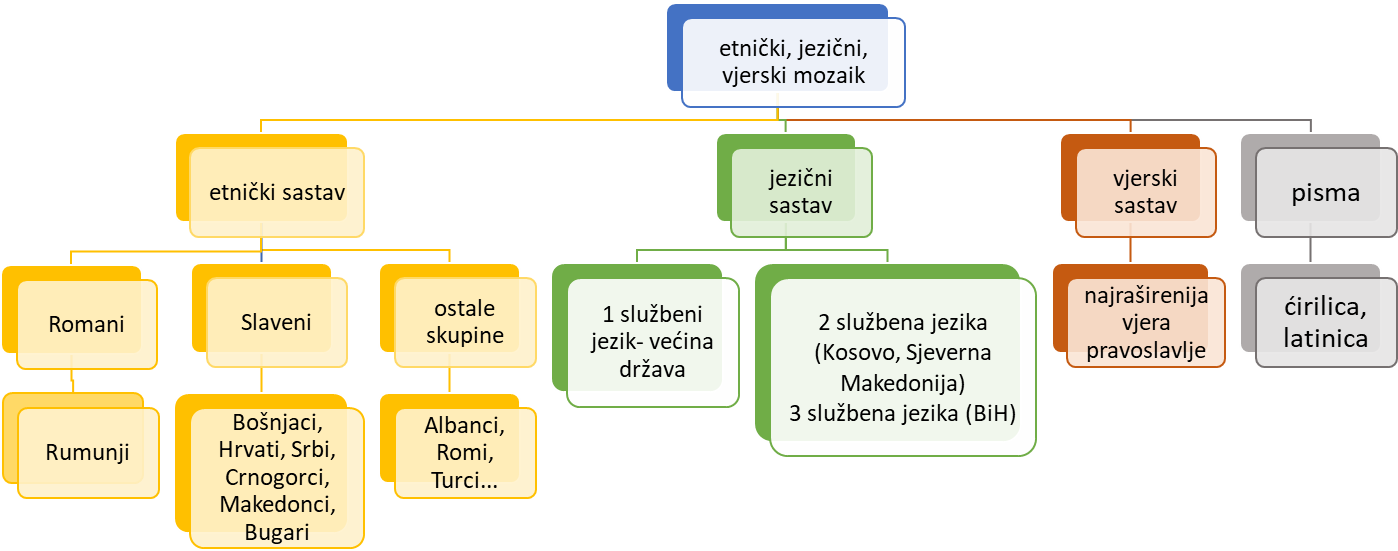 etnički, jezični,
vjerski mozaik
etnički sastav
jezični
sastav
vjerski
sastav
pisma
Romani
Slaveni
ostale
skupine
1 službeni
jezik- većina
država
2 službena jezika
(Kosovo, Sjeverna
Makedonija)
3 službena jezika (BiH)
najraširenija
vjera
pravoslavlje
ćirilica,
latinica
Rumunji
Bošnjaci,
Hrvati, Srbi,
Crnogorci,
Makedonci,
Bugari
Albanci,
Romi,
Turci...